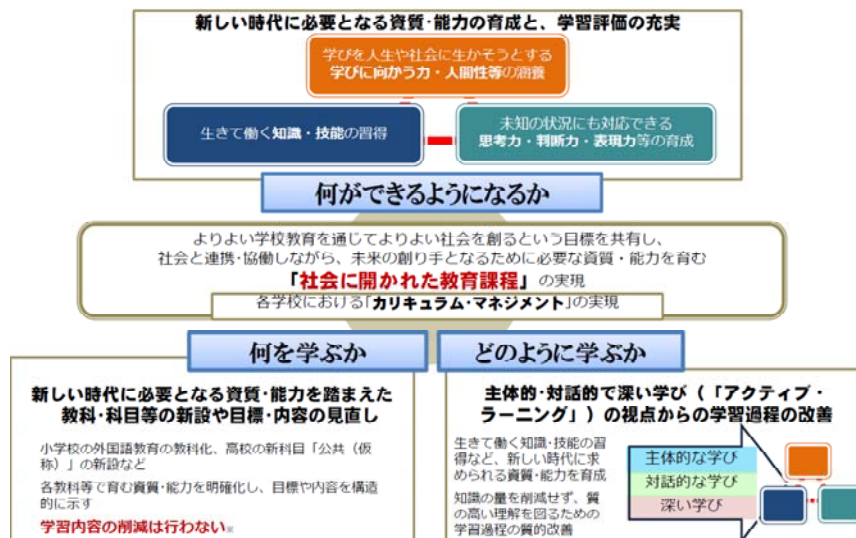 新しい時代に必要となる資質・能力の育成と、学習評価の充実
学びを人生や社会に生かそうとする
学びに向かう力・人間性等の涵養
生きて働く知識・技能の習得
未知の状況にも対応できる
思考力・判断力・表現力等の育成
何ができるようになるか
よりよい学校教育を通じてよりよい社会を創るという目標を共有し、
社会と連携・協働しながら、未来の創り手となるために必要な資質・能力を育む
「社会に開かれた教育課程」の実現
各学校における「カリキュラム・マネジメント」の実現
何を学ぶか
新しい時代に必要となる資質・能力を踏まえた
教科・科目等の新設や目標・内容の見直し
小学校の外国語教育の教科化、高校の新科目「公共（仮
称）」の新設など
各教科等で育む資質・能力を明確化し、目標や内容を構造
的に示す
学習内容の削減は行わない※
どのように学ぶか
主体的・対話的で深い学び（「アクティブ・
ラーニング」）の視点からの学習過程の改善
生きて働く知識・技能の習
得など、新しい時代に求
められる資質・能力を育成
知識の量を削減せず、質
の高い理解を図るための
学習過程の質的改善
主体的な学び
対話的な学び
深い学び